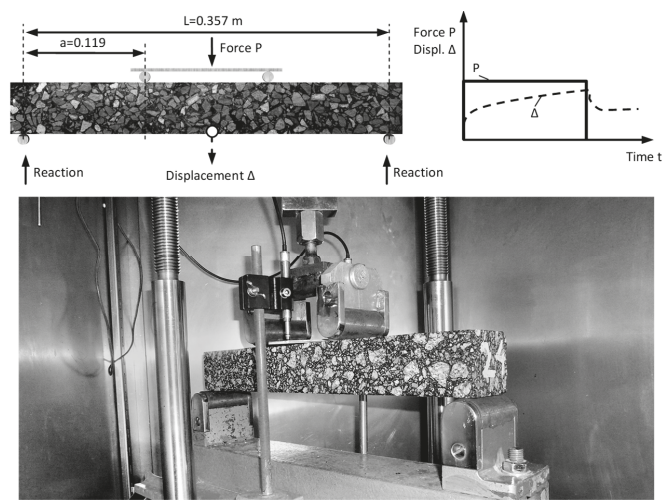 L=0.357 m
a=0.119
Force P
Reaction
Displacement Δ
Reaction
Force P
Displ. Δ
P
Δ
Time t
24